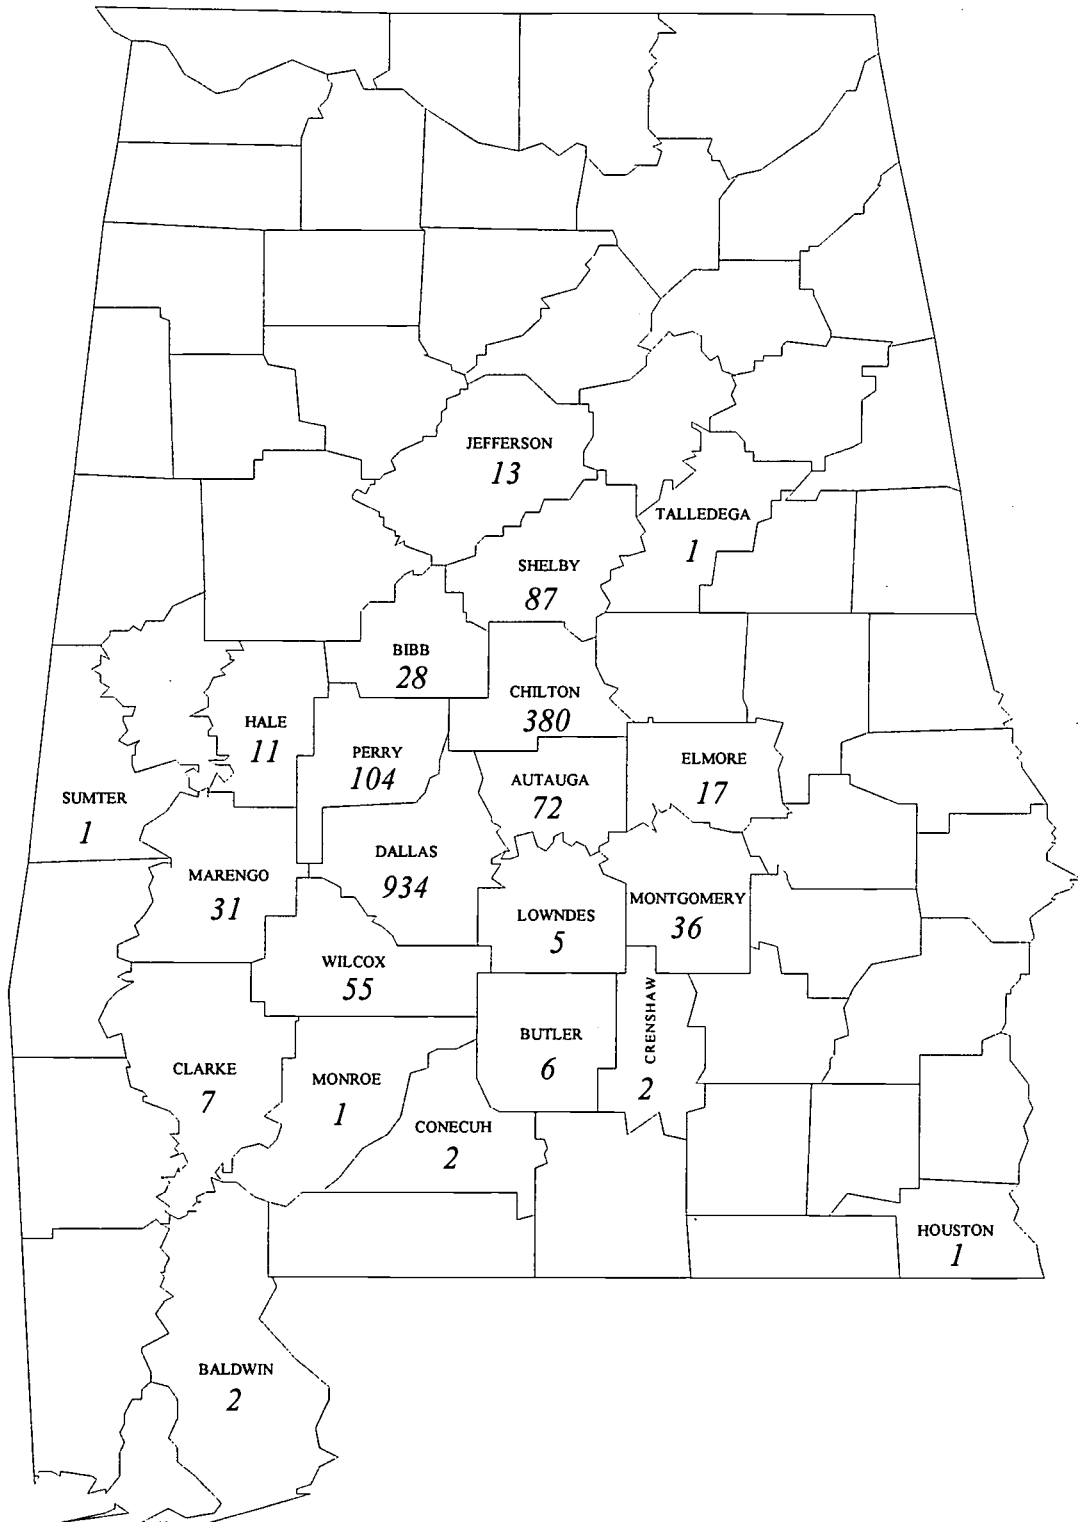 JEFFERSON
13
TALLEDEGA
1
SHELBY
87
BIBB
28
CHILTON
380
HALE
11
PERRY
104
ELMORE
17
AUTAUGA
72
SUMTER
1
DALLAS
934
MARENGO
31
MONTGOMERY
36
LOWNDES
5
WILCOX
55
CRENSHAW
2
BUTLER
6
CLARKE
7
MONROE
1
CONECUH
2
HOUSTON
1
BALDWIN
2